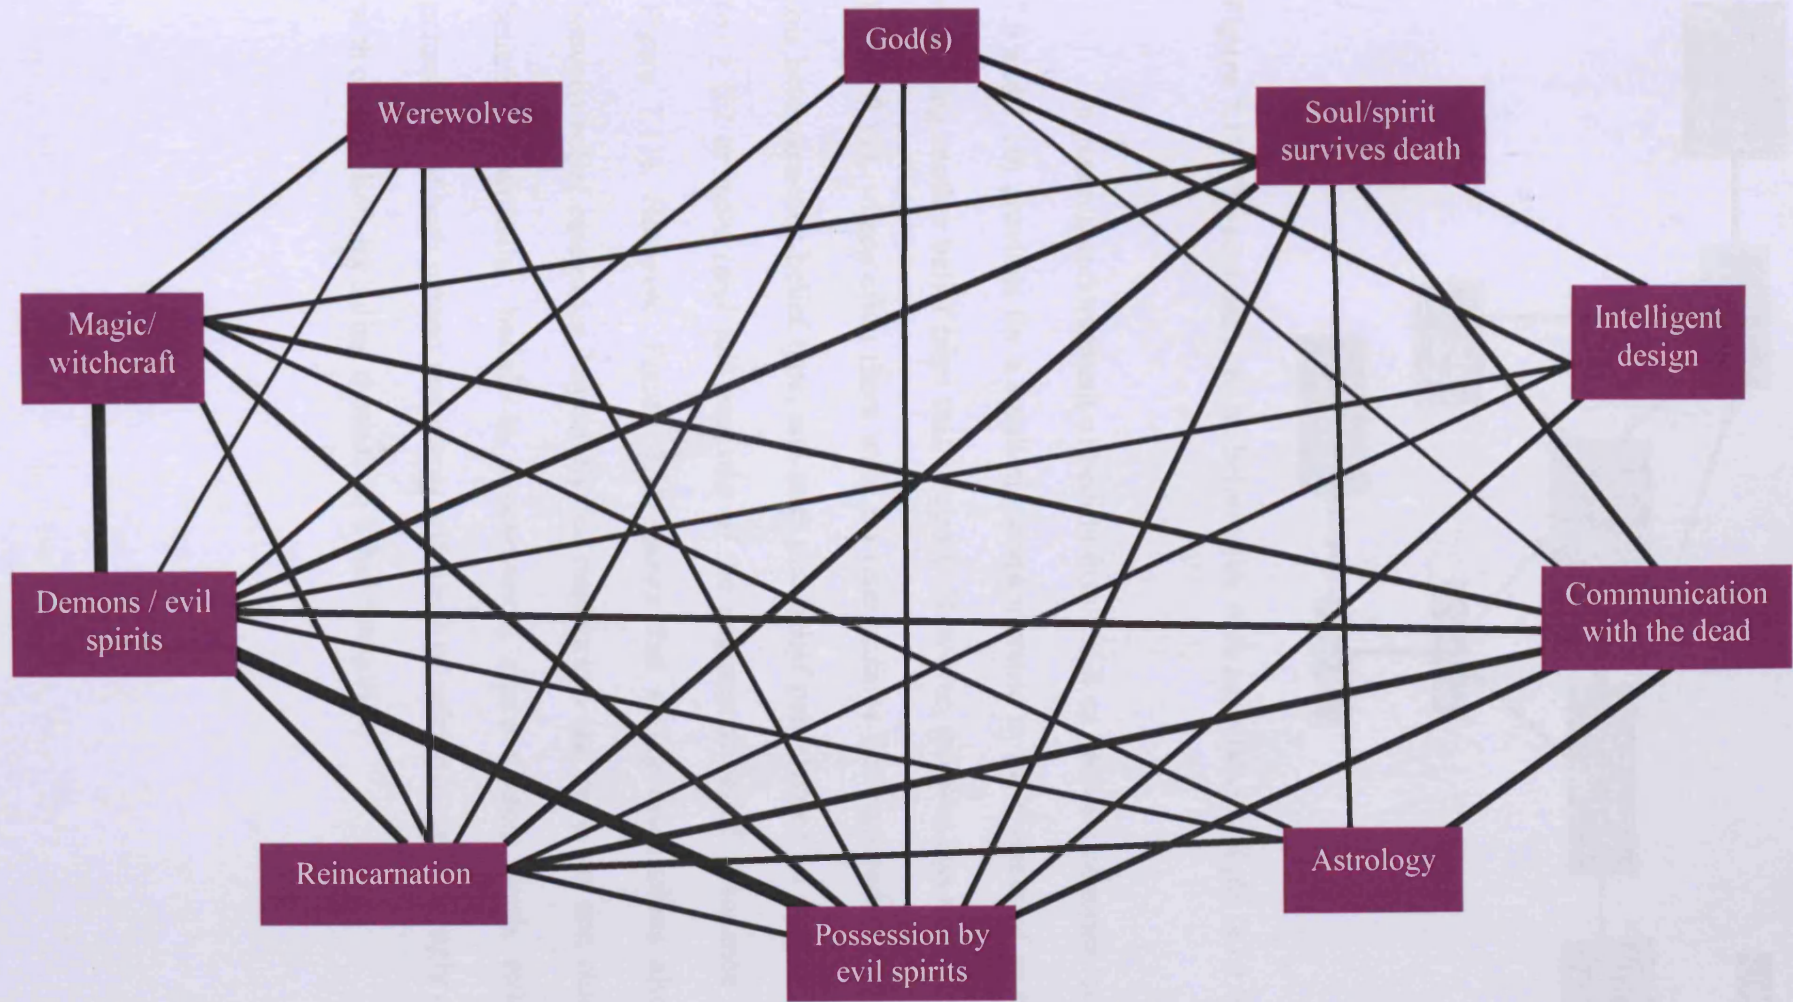 God(s)
Werewolves
Soul/spirit
survives death
Magic/
witchcraft
Intelligent
design
Demons / evil
spirits
Communication
with the dead
Reincarnation
Astrology
Possession by
evil spirits